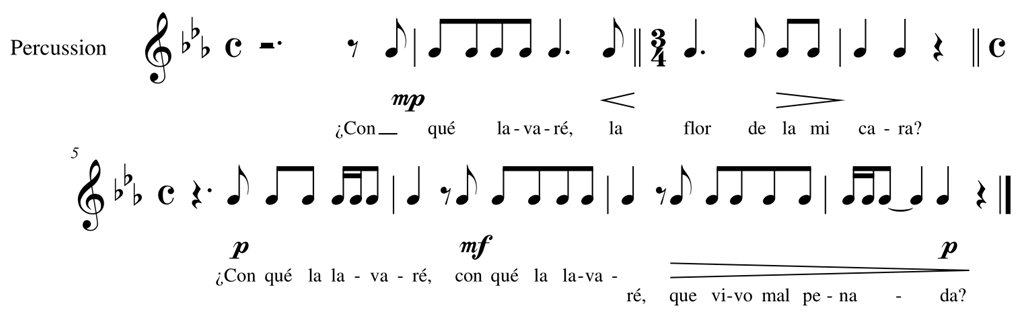 Percussion
mp
¿Con__ qué la - va - ré, la flor de la mi ca - ra?
5
p mf p
¿Con qué la la - va - ré, con qué la la-va -
ré, que vi-vo mal pe - na - da?